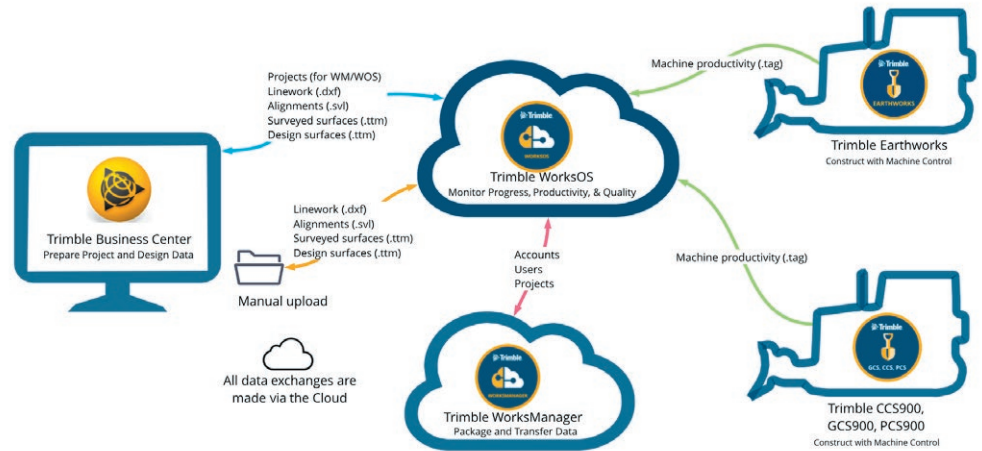 Projects (for WM/WOS)
Linework (.dxf)
Alignments (.svl)
Surveyed surfaces (.ttm)
Design surfaces (.ttm)
Trimble Business Center
Prepare Project and Design Data
Linework (.dxf)
Alignments (.svl)
Surveyed surfaces (.ttm)
Design surfaces (.ttm)
Manual upload
All data exchanges are
made via the Cloud
Trimble
WORKSOS
Trimble WorksOS
Monitor Progress, Productivity, & Quality
Accounts
Users
Projects
Trimble
WORKSMANAGER
Trimble WorksManager
Package and Transfer Data
Machine productivity (.tag)
Trimble
EARTHWORKS
Trimble Earthworks
Construct with Machine Control
Machine productivity (.tag)
Trimble
GCS, CCS, PCS
Trimble CCS900,
GCS900, PCS900
Construct with Machine Control